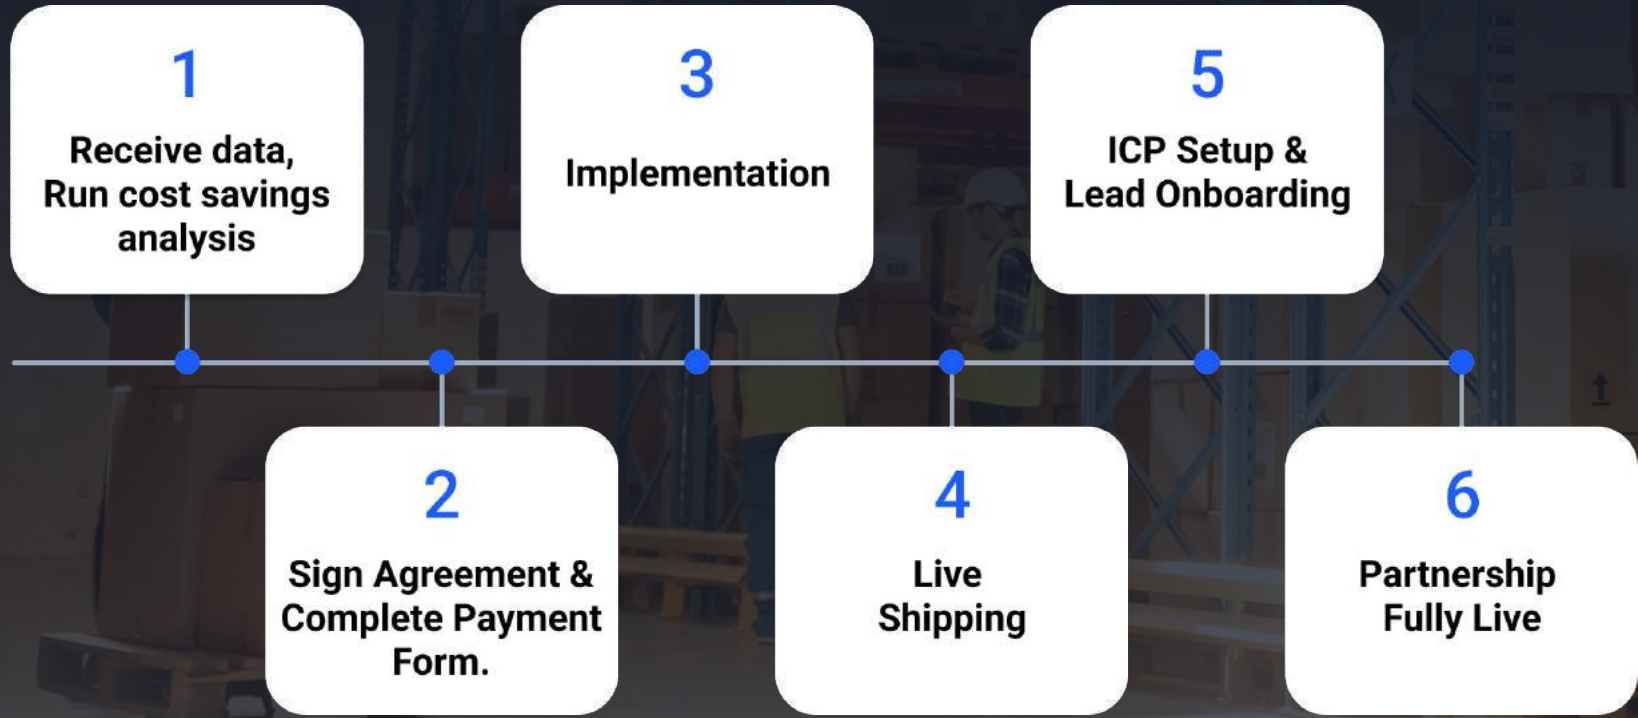 1
Receive data,
Run cost savings
analysis
2
Sign Agreement &
Complete Payment
Form.
3
Implementation
4
Live
Shipping
5
ICP Setup &
Lead Onboarding
6
Partnership
Fully Live